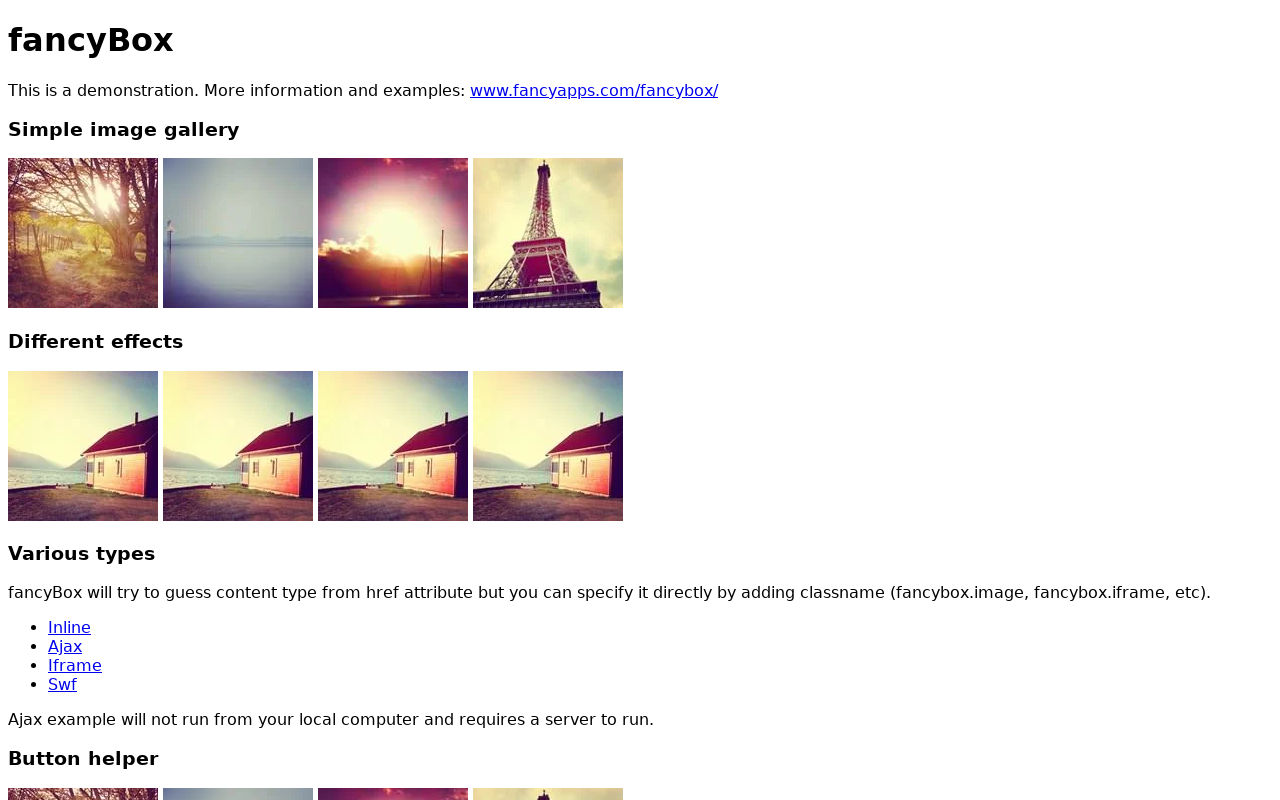 fancyBox
This is a demonstration. More information and examples: www.fancyapps.com/fancybox/
Simple image gallery
Different effects
Various types
fancyBox will try to guess content type from href attribute but you can specify it directly by adding classname (fancybox.image, fancybox.iframe, etc).
Inline
Ajax
Iframe
Swf
Ajax example will not run from your local computer and requires a server to run.
Button helper